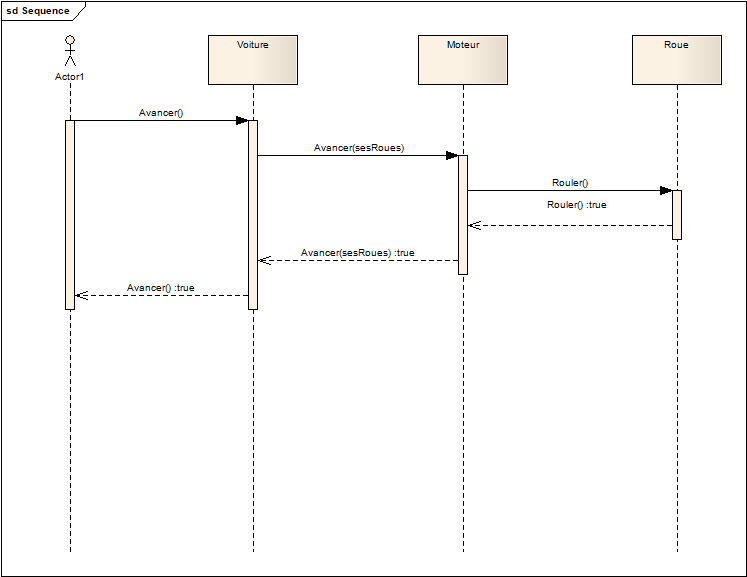 sd Sequence
Actor1
Voiture
Moteur
Roue
Avancer()
Avancer(sesRoues)
Rouler()
Rouler() :true
Avancer(sesRoues) :true
Avancer() :true